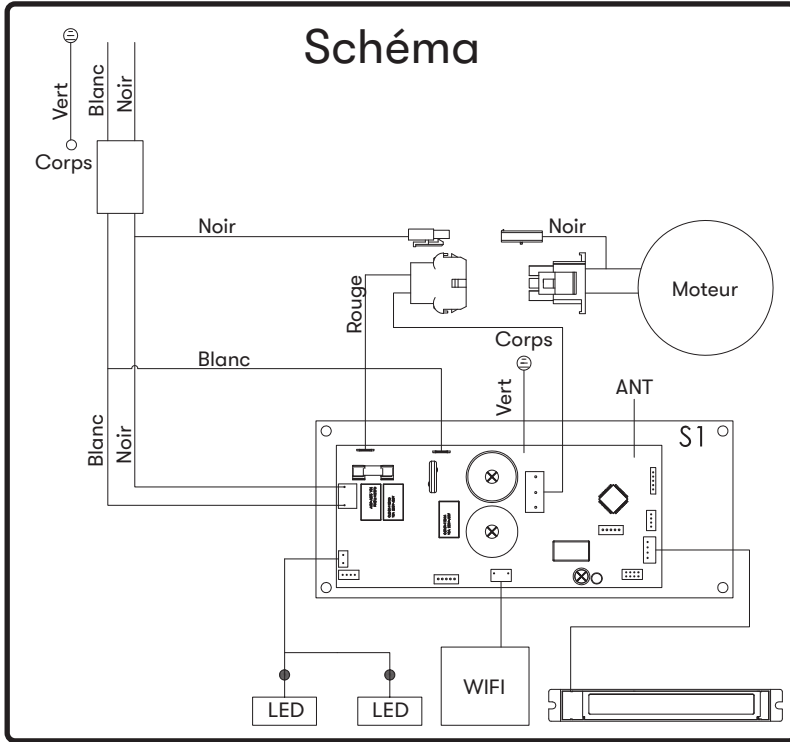 Schéma
Vert
Blanc
Noir
Corps
Noir
Noir
Moteur
Rouge
Corps
Blanc
Vert
ANT
S1
Blanc
Noir
WIFI
LED
LED